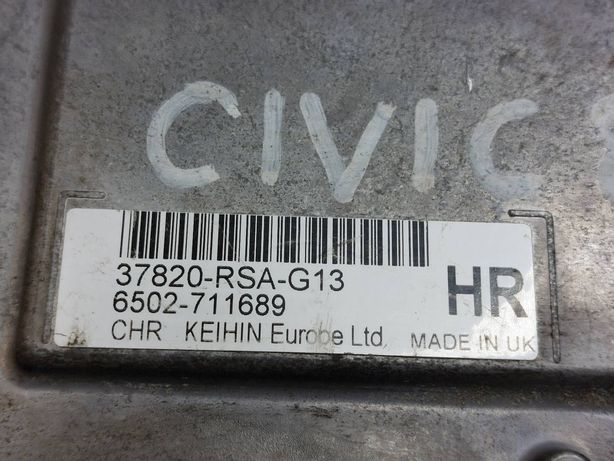 CIVIC
37820-RSA-G13
6502-711689
HR
CHR KEIHIN Europe Ltd. MADE IN UK